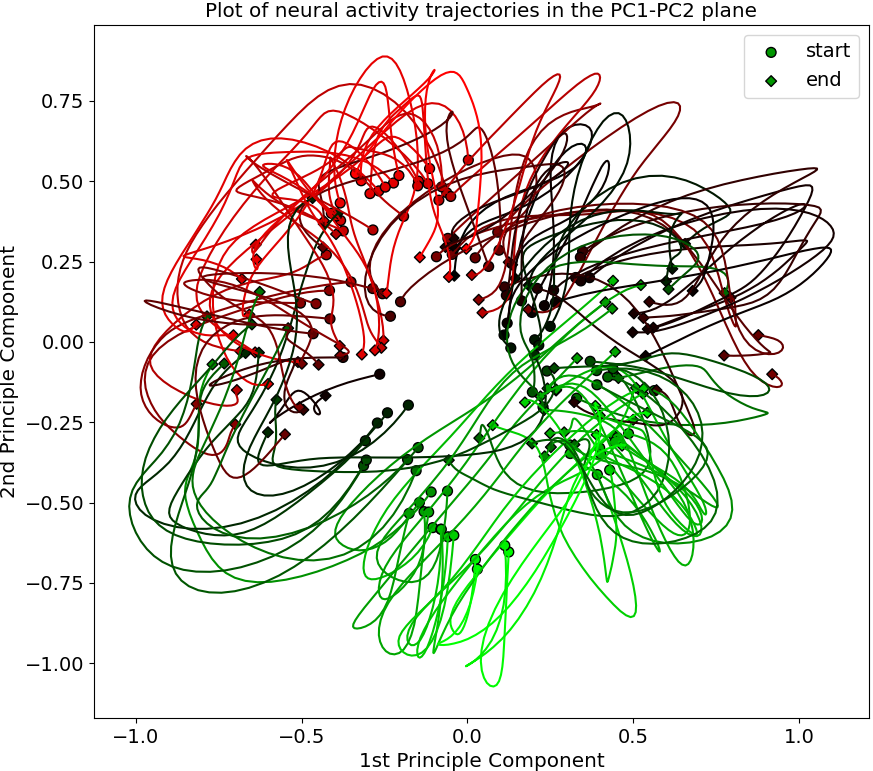 Plot of neural activity trajectories in the PC1-PC2 plane
start
end
0.75
0.50
0.25
0.00
−0.25
−0.50
−0.75
−1.00
2nd Principle Component
−1.0
−0.5
0.0
0.5
1.0
1st Principle Component